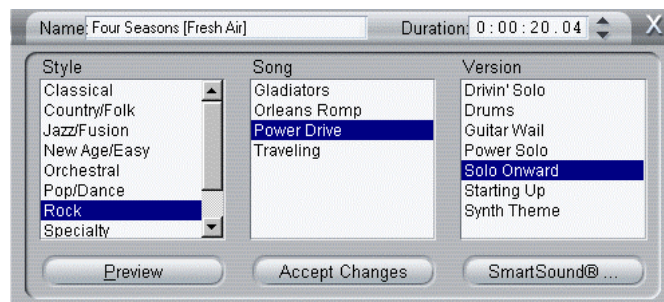 Name: Four Seasons [Fresh Air] Duration: 0:00:20.04 X
Style
Classical
Country/Folk
Jazz/Fusion
New Age/Easy
Orchestral
Pop/Dance
Rock
Specialty
Song
Gladiators
Orleans Romp
Power Drive
Traveling
Version
Drivin' Solo
Drums
Guitar Wail
Power Solo
Solo Onward
Starting Up
Synth Theme
Preview
Accept Changes
SmartSound® ...